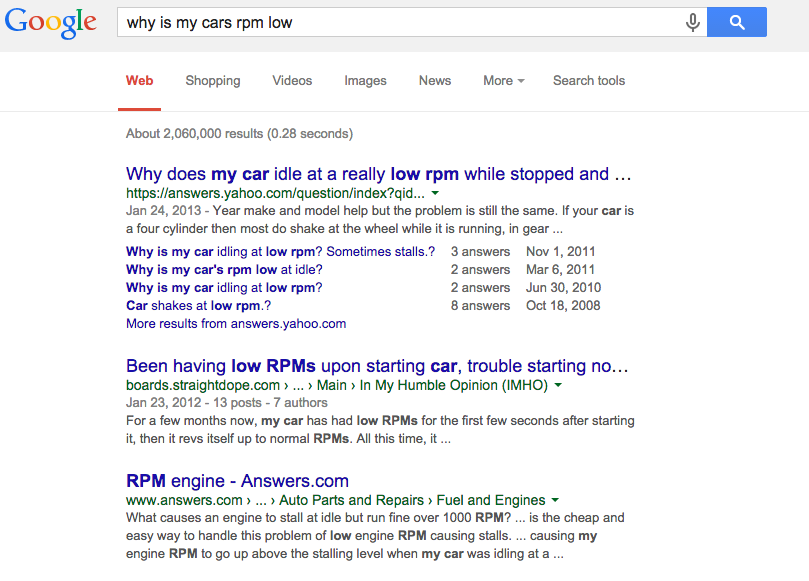 Google
why is my cars rpm low
Web Shopping Videos Images News More Search tools
About 2,060,000 results (0.28 seconds)
Why does my car idle at a really low rpm while stopped and ...
https://answers.yahoo.com/question/index?qid...
Jan 24, 2013 - Year make and model help but the problem is still the same. If your car is
a four cylinder then most do shake at the wheel while it is running, in gear ...
Why is my car idling at low rpm? Sometimes stalls.? 3 answers Nov 1, 2011
Why is my car's rpm low at idle? 2 answers Mar 6, 2011
Why is my car idling at low rpm? 2 answers Jun 30, 2010
Car shakes at low rpm.? 8 answers Oct 18, 2008
More results from answers.yahoo.com
Been having low RPMs upon starting car, trouble starting no...
boards.straightdope.com › ... › Main › In My Humble Opinion (IMHO)
Jan 23, 2012 - 13 posts - 7 authors
For a few months now, my car has had low RPMs for the first few seconds after starting
it, then it revs itself up to normal RPMs. All this time, it ...
RPM engine - Answers.com
www.answers.com › ... › Auto Parts and Repairs › Fuel and Engines
What causes an engine to stall at idle but run fine over 1000 RPM? ... is the cheap and
easy way to handle this problem of low engine RPM causing stalls. ... causing my
engine RPM to go up above the stalling level when my car was idling at a ...